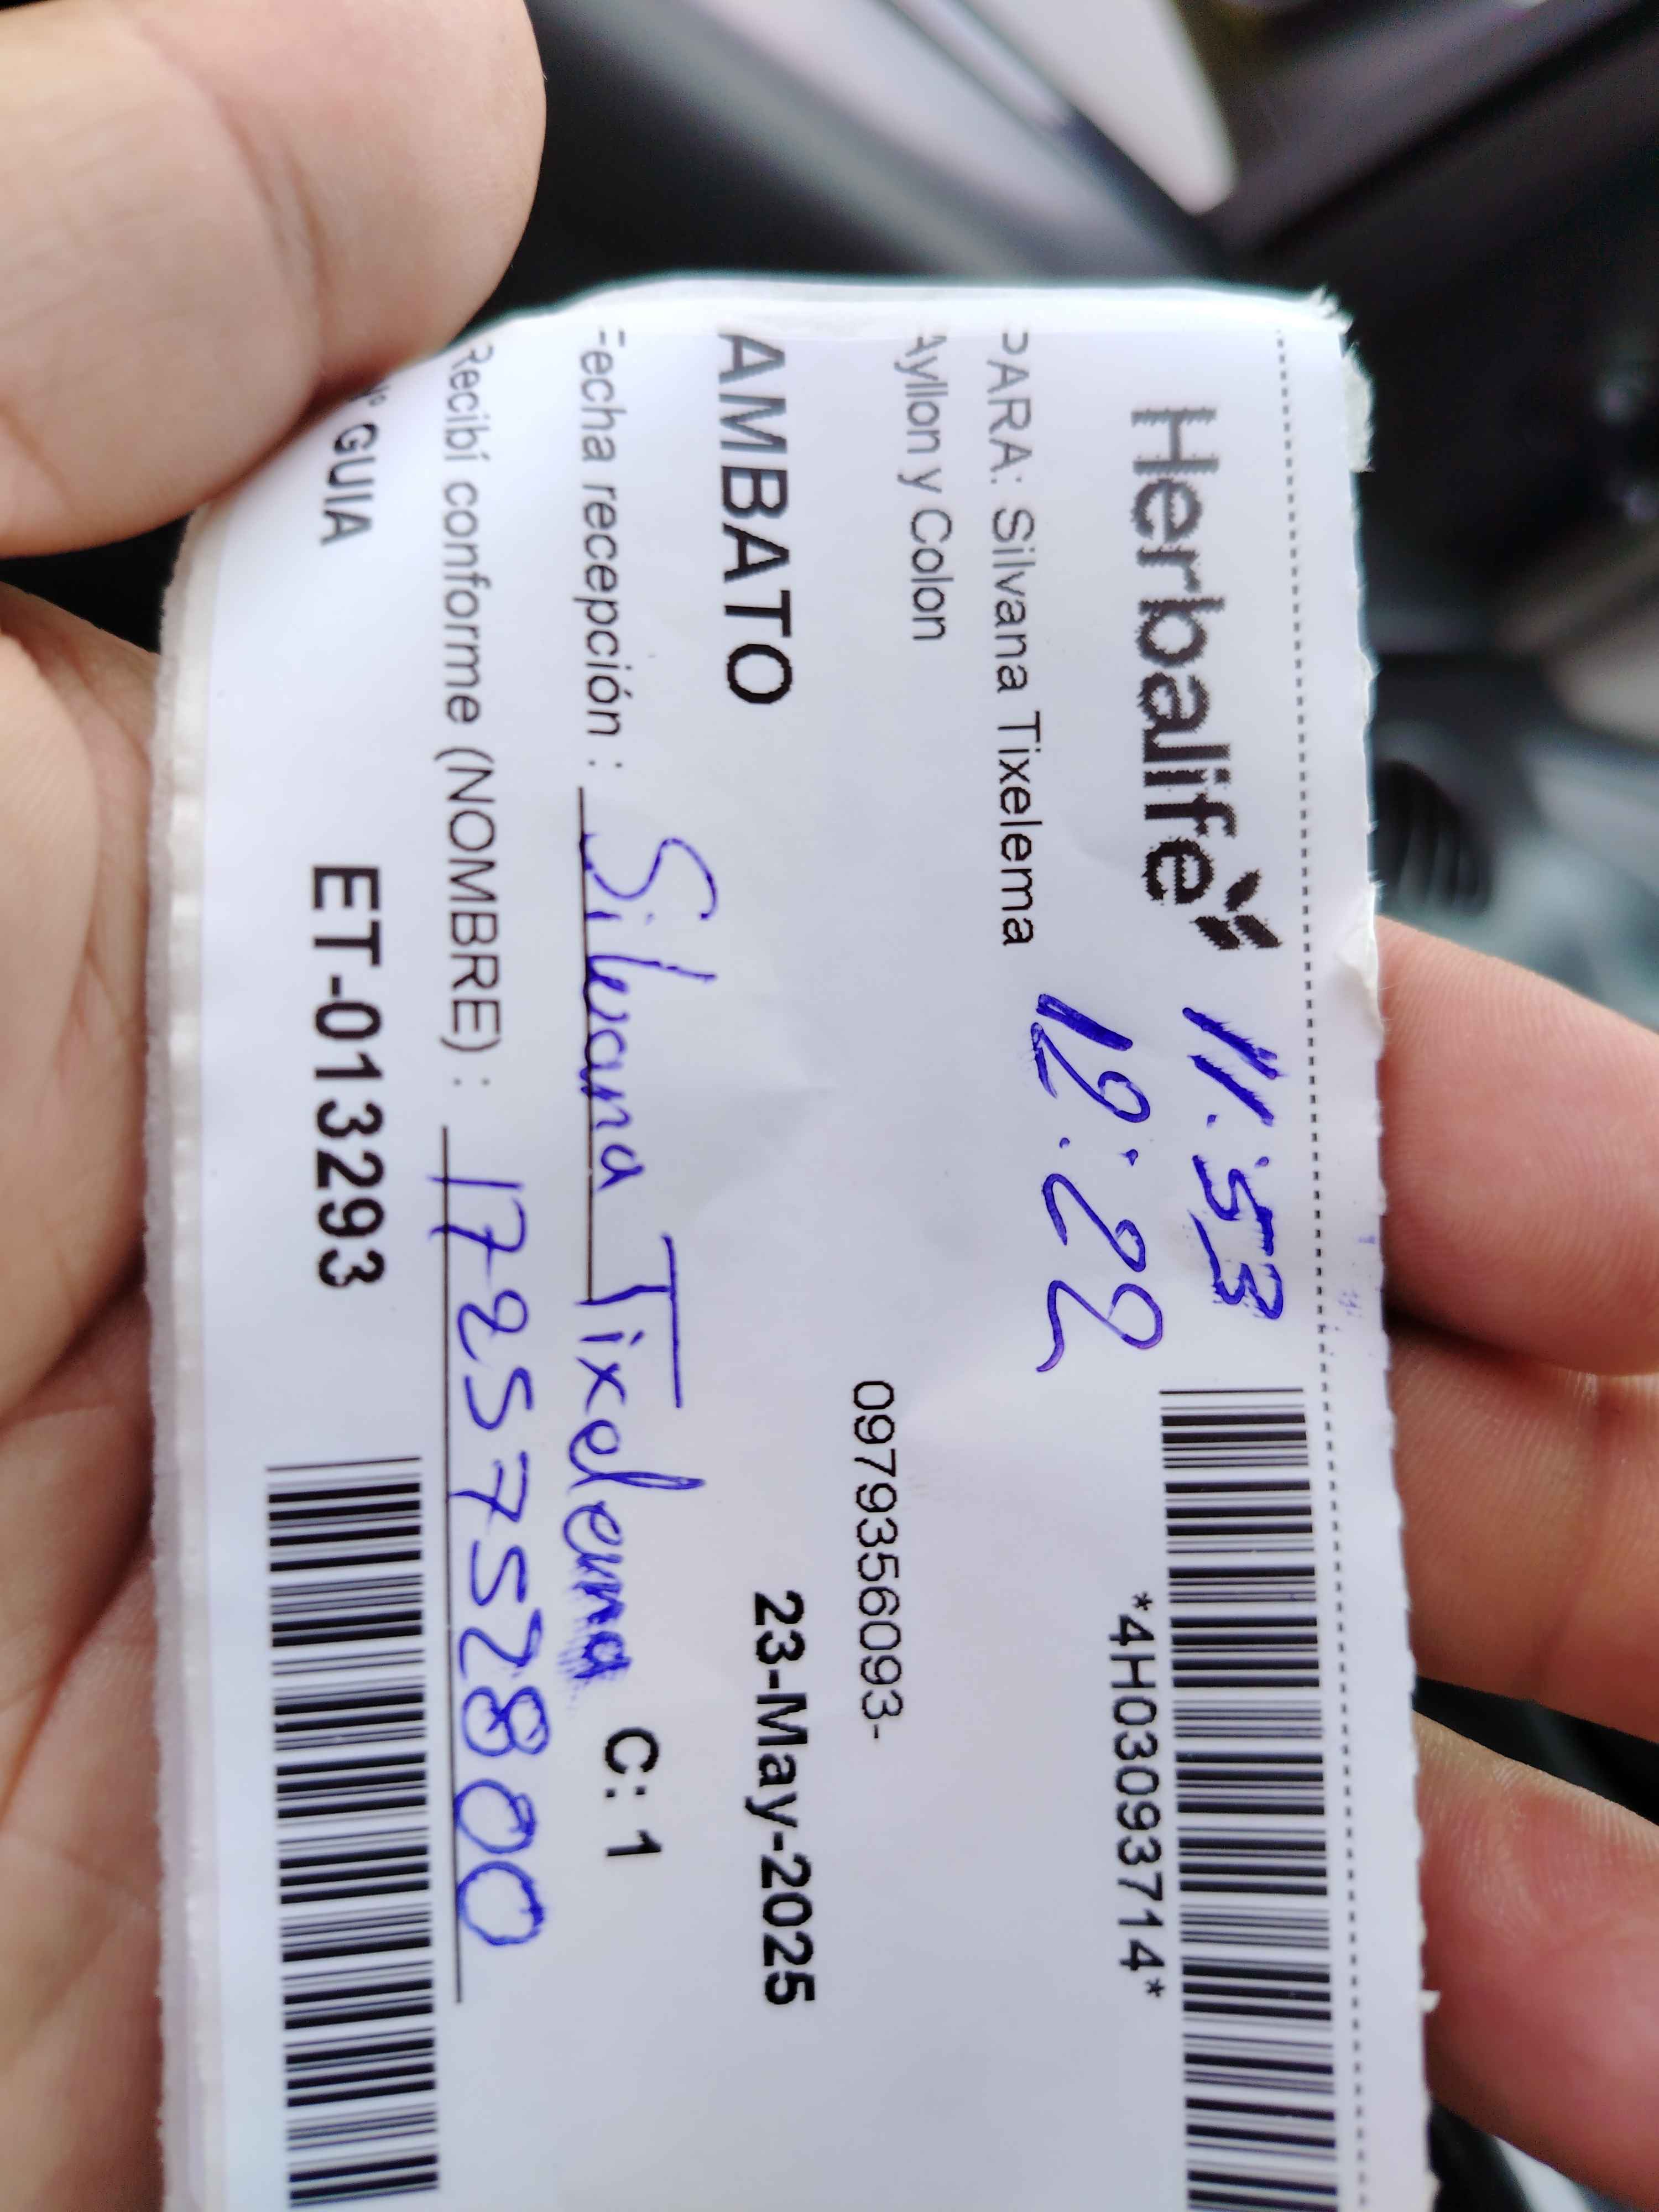 Herbalife
11:53
*4H03093714*
PARA: Silvana Tixelema
12:22
Ayllon y Colon
0979356093-
AMBATO
23-May-2025
Fecha recepción : Silvana Tixelema C: 1
Recibí conforme (NOMBRE) : 1725752800
N° GUIA ET-013293